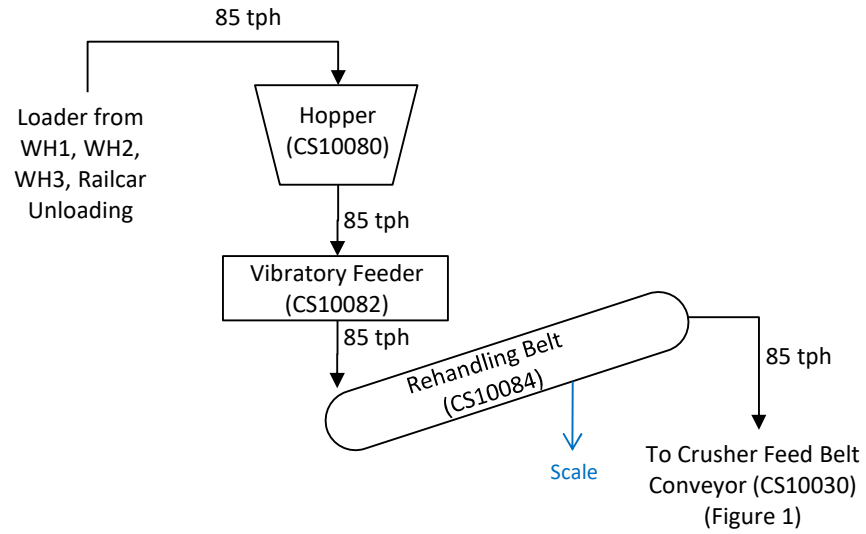 85 tph
Loader from
WH1, WH2,
WH3, Railcar
Unloading
Hopper
(CS10080)
85 tph
Vibratory Feeder
(CS10082)
85 tph
Rehandling Belt
(CS10084)
85 tph
Scale
To Crusher Feed Belt
Conveyor (CS10030)
(Figure 1)